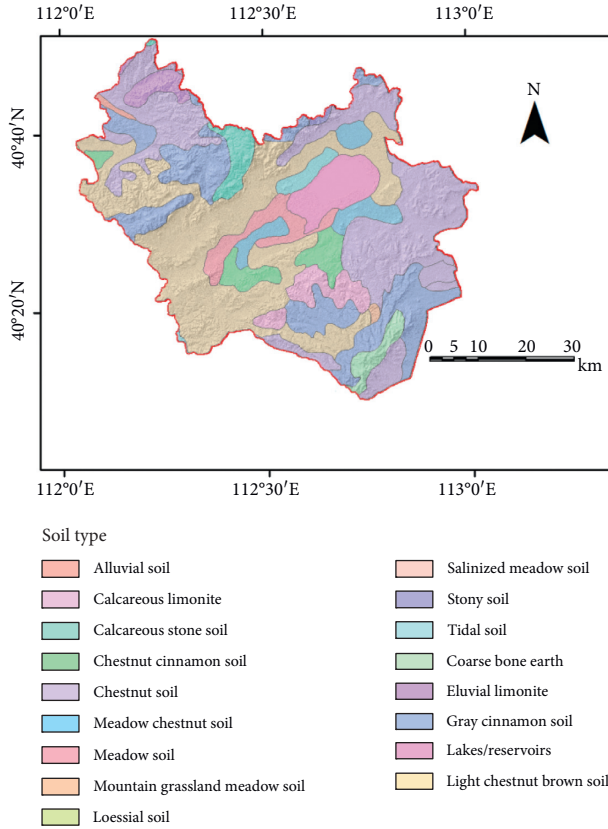 112°0′E 112°30′E 113°0′E
N
40°40′N
40°20′N
0 5 10 20 30
km
112°0′E 112°30′E 113°0′E
Soil type
Alluvial soil
Calcareous limonite
Calcareous stone soil
Chestnut cinnamon soil
Chestnut soil
Meadow chestnut soil
Meadow soil
Mountain grassland meadow soil
Loessial soil
Salinized meadow soil
Stony soil
Tidal soil
Coarse bone earth
Eluvial limonite
Gray cinnamon soil
Lakes/reservoirs
Light chestnut brown soil